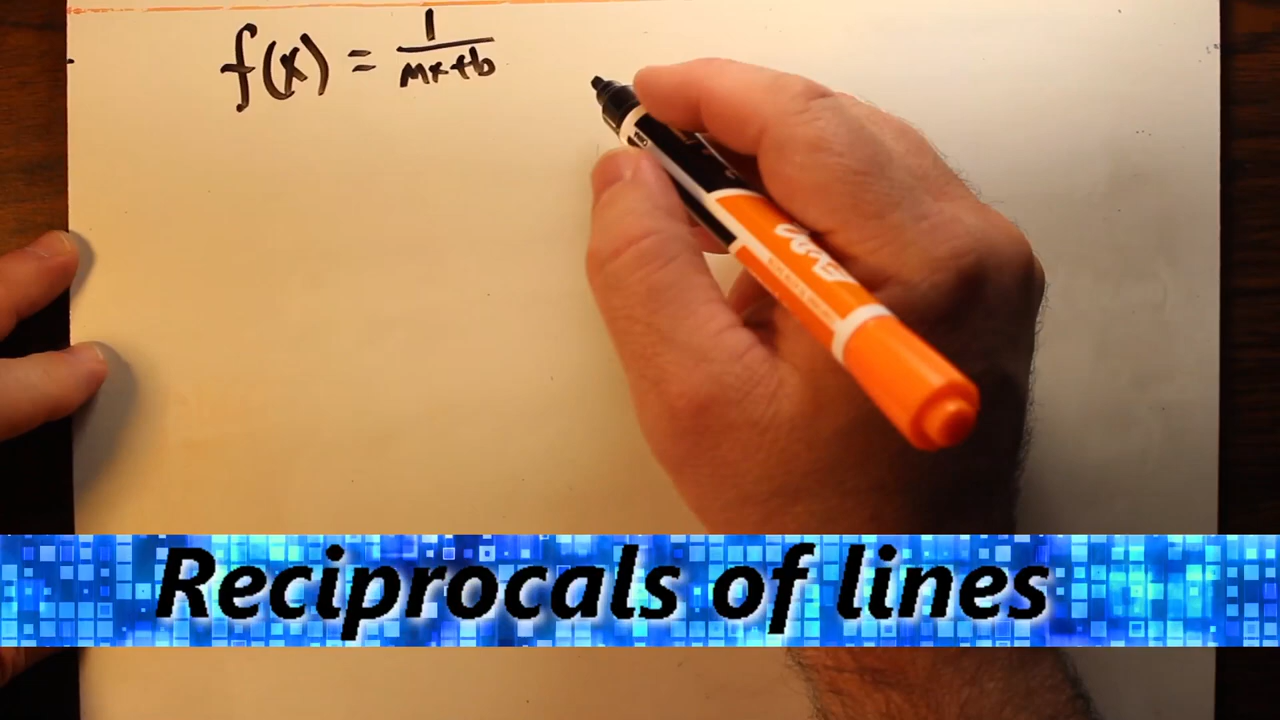 f(x) = 1/(mx+b)
Reciprocals of lines